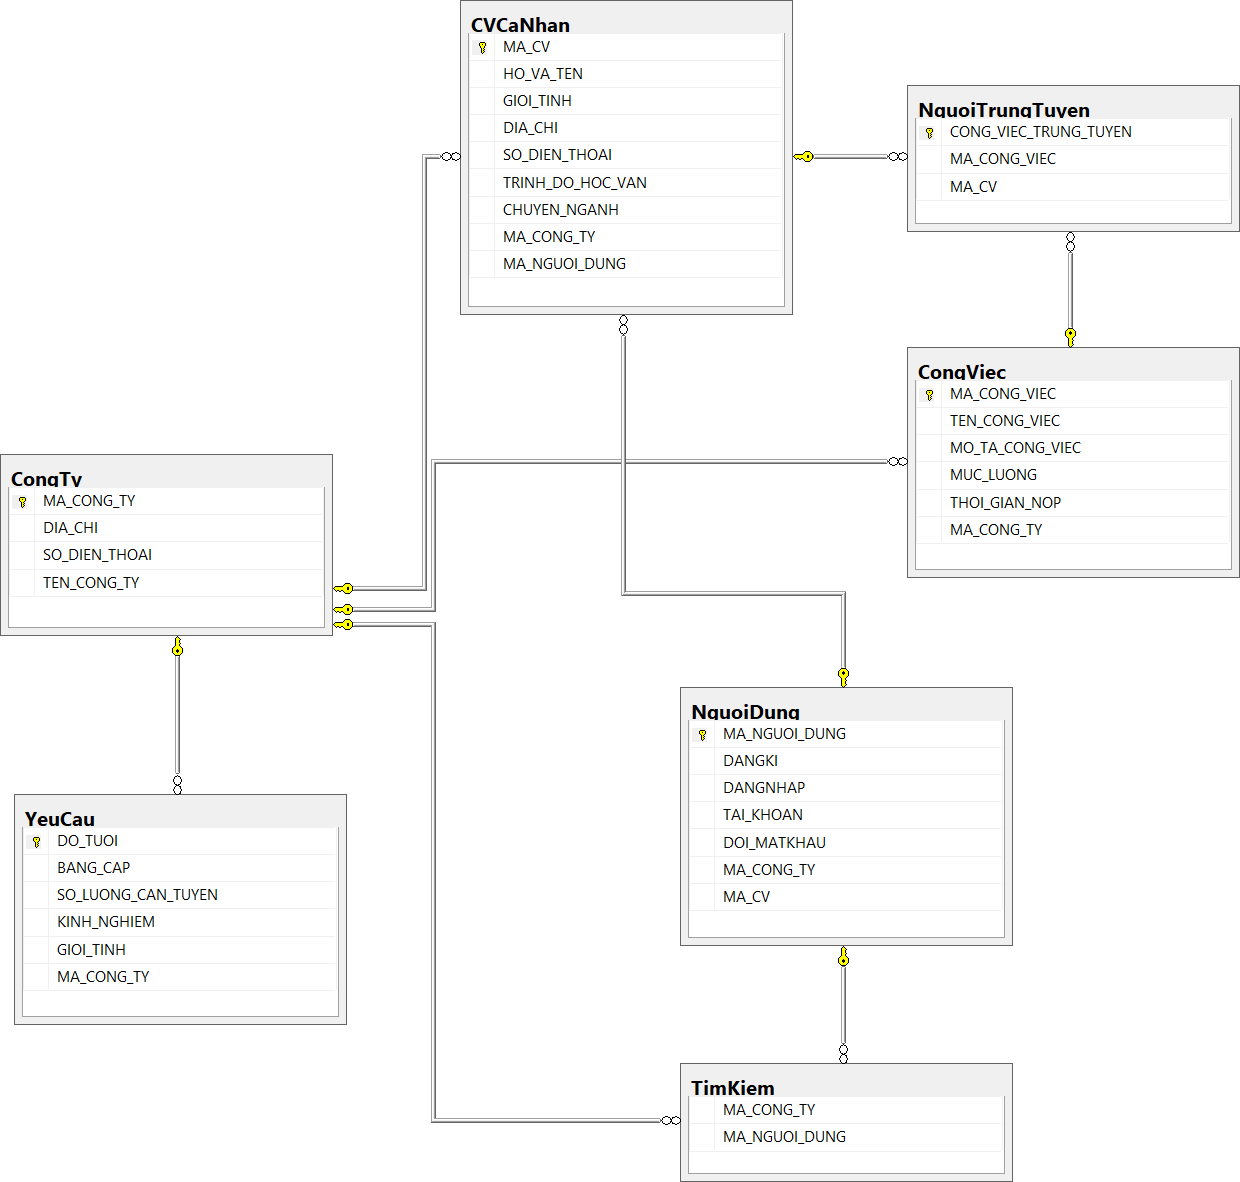 CVCaNhan
MA_CV
HO_VA_TEN
GIOI_TINH
DIA_CHI
SO_DIEN_THOAI
TRINH_DO_HOC_VAN
CHUYEN_NGANH
MA_CONG_TY
MA_NGUOI_DUNG
NguoiTrungTuyen
CONG_VIEC_TRUNG_TUYEN
MA_CONG_VIEC
MA_CV
CongViec
MA_CONG_VIEC
TEN_CONG_VIEC
MO_TA_CONG_VIEC
MUC_LUONG
THOI_GIAN_NOP
MA_CONG_TY
CongTy
MA_CONG_TY
DIA_CHI
SO_DIEN_THOAI
TEN_CONG_TY
NguoiDung
MA_NGUOI_DUNG
DANGKI
DANGNHAP
TAI_KHOAN
DOI_MATKHAU
MA_CONG_TY
MA_CV
YeuCau
DO_TUOI
BANG_CAP
SO_LUONG_CAN_TUYEN
KINH_NGHIEM
GIOI_TINH
MA_CONG_TY
TimKiem
MA_CONG_TY
MA_NGUOI_DUNG